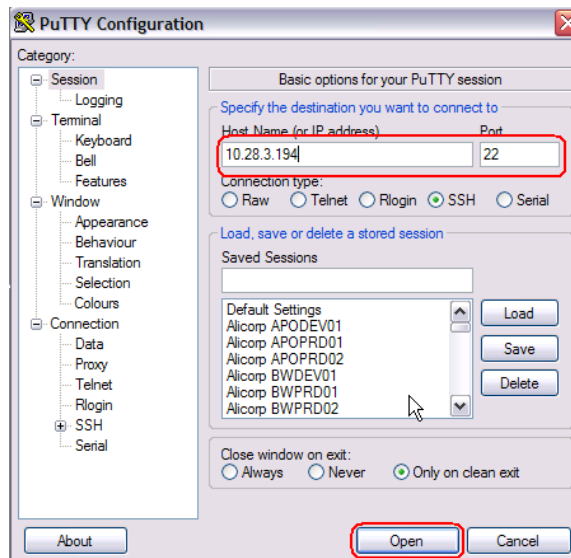 PuTTY Configuration
Category:
Session
Logging
Terminal
Keyboard
Bell
Features
Window
Appearance
Behaviour
Translation
Selection
Colours
Connection
Data
Proxy
Telnet
Rlogin
SSH
Serial
Basic options for your PuTTY session
Specify the destination you want to connect to
Host Name (or IP address) Port
10.28.3.194 22
Connection type:
Raw Telnet Rlogin SSH Serial
Load, save or delete a stored session
Saved Sessions
Default Settings
Alicorp APODEV01
Alicorp APOPRD01
Alicorp APOPRD02
Alicorp BWDEV01
Alicorp BWPRD01
Alicorp BWPRD02
Load
Save
Delete
Close window on exit:
Always Never Only on clean exit
About Open Cancel